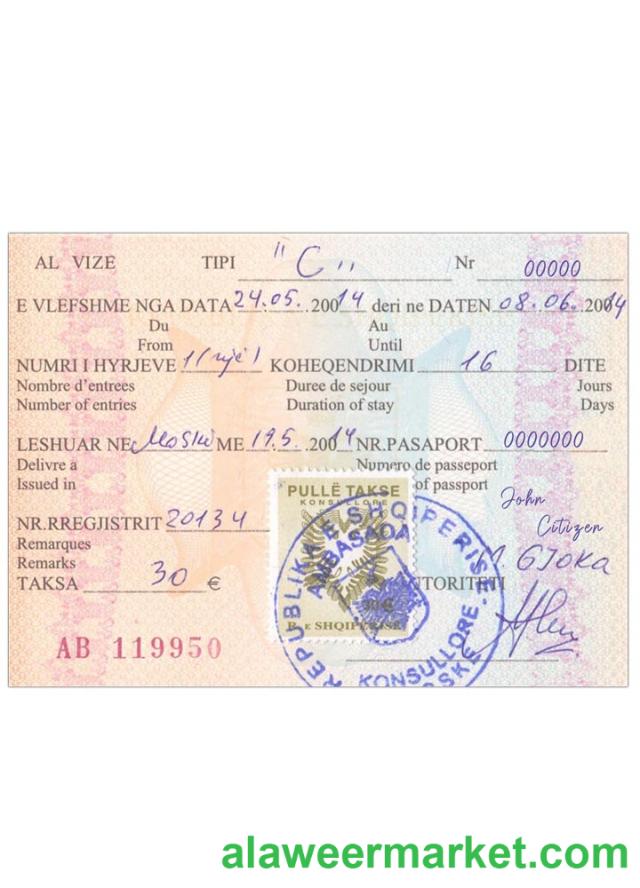 AL VIZE TIPI "C" Nr 00000
E VLEFSHME NGA DATA 24.05.2014 deri ne DATEN 08.06.2014
Du Au
From Until
NUMRI I HYRJEVE 1(një) KOHEQENDRIMI 16 DITE
Nombre d'entrees Duree de sejour Jours
Number of entries Duration of stay Days
LESHUAR NE ME 19.5.2014 NR.PASAPORT 0000000
Delivre a Numero de passeport
Issued in of passport
PULLË TAKSE
KONSULLORE
John
Citizen
NR.RREGJISTRIT 20134
Remarques
Remarks
GJOKA
TAKSA 30 €
30€
R. E SHQIPERISE
AB 119950
REPUBLIKA E SHQIPERISE
AMBASADA
KONSULLORE
alaweermarket.com